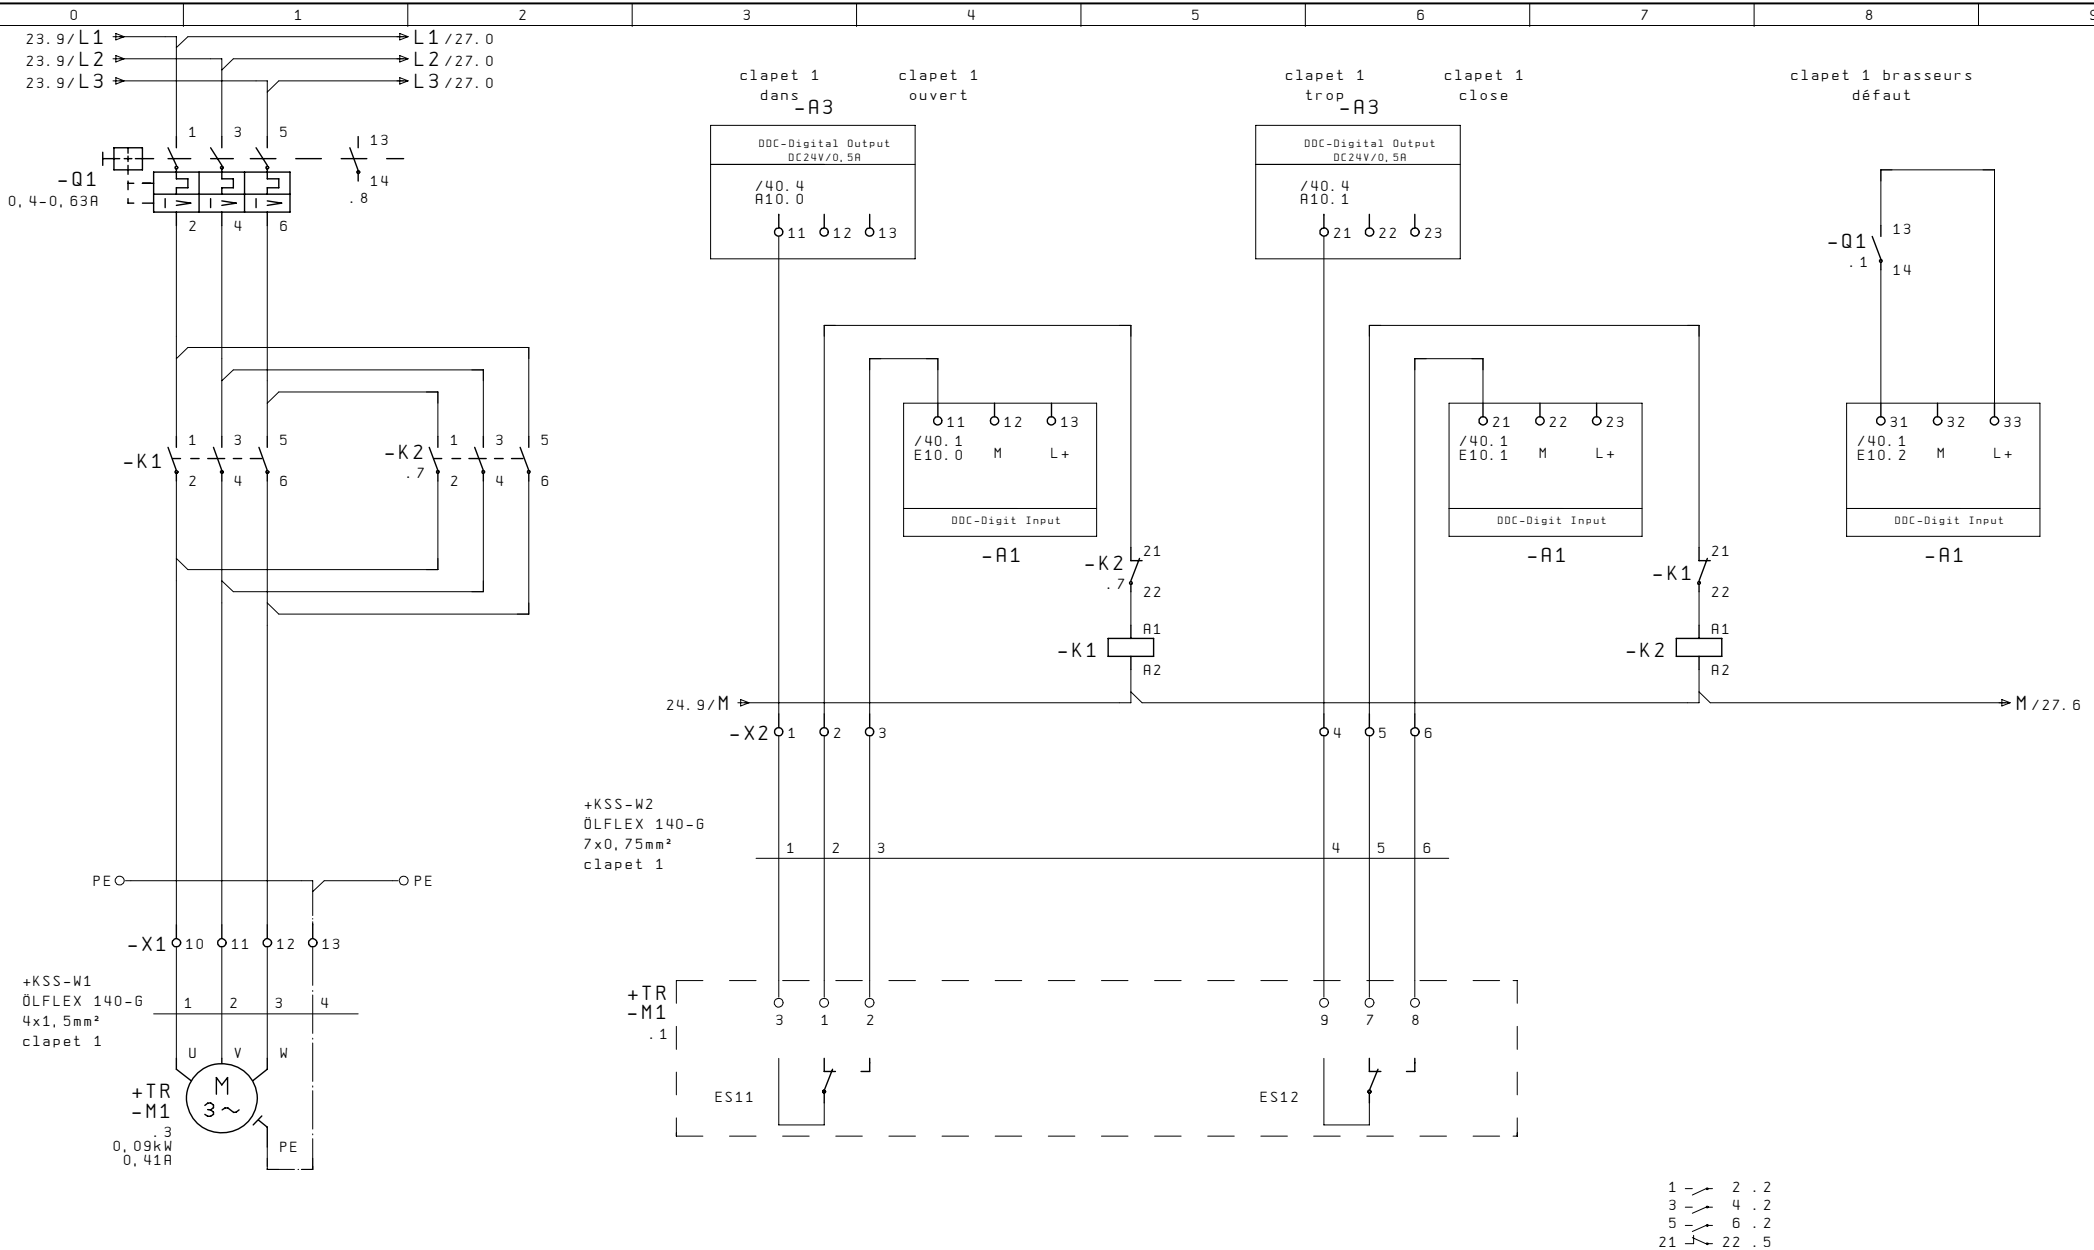 0 1 2 3 4 5 6 7 8 9
23.9/L1 L1/27.0
23.9/L2 L2/27.0
23.9/L3 L3/27.0
clapet 1 clapet 1 clapet 1 clapet 1 clapet 1 brasseurs
dans ouvert trop close défaut
-A3 -A3
1 3 5 13
DDC-Digital Output DDC-Digital Output
DC24V/0,5A DC24V/0,5A
-Q1 14
0,4-0,63A .8
I> I> I>
2 4 6
/40.4 /40.4
A10.0 A10.1
11 12 13 21 22 23
13
-Q1
.1 14
1 3 5 1 3 5
-K1 -K2
.7
2 4 6 2 4 6
11 12 13 21 22 23 31 32 33
/40.1 /40.1 /40.1
E10.0 M L+ E10.1 M L+ E10.2 M L+
DDC-Digit Input DDC-Digit Input DDC-Digit Input
-A1 -A1 -A1
21 21
-K2 -K1
.7 22 22
A1 A1
-K1 -K2
A2 A2
24.9/M M/27.6
-X2 1 2 3 4 5 6
+KSS-W2
ÖLFLEX 140-G
7x0,75mm²
clapet 1
1 2 3 4 5 6
PE PE
-X1 10 11 12 13
+KSS-W1
ÖLFLEX 140-G
4x1,5mm²
clapet 1
1 2 3 4
+TR
-M1
.1
3 1 2 9 7 8
U V W
+TR
-M1
.3
0,09kW
0,41A
M
3~
PE
ES11 ES12
1 2 .2
3 4 .2
5 6 .2
21 22 .5